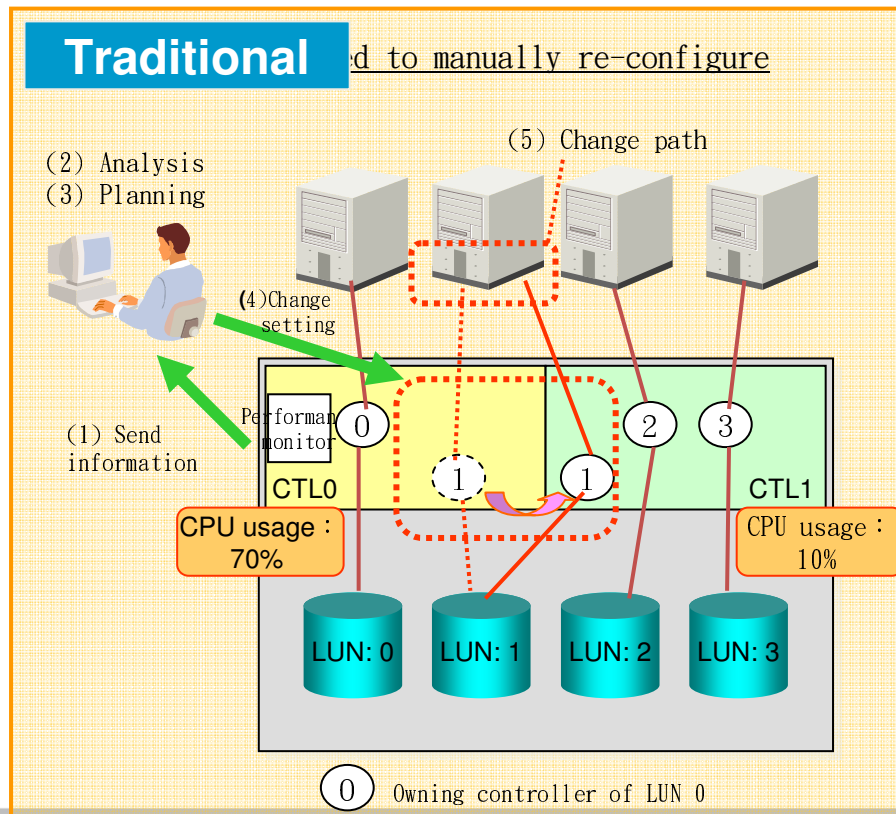 Traditional
ed to manually re-configure
(5) Change path
(2) Analysis
(3) Planning
(4)Change
setting
(1) Send
information
Performan
monitor
0
2
3
1
1
CTL0
CTL1
CPU usage：
70%
CPU usage：
10%
LUN: 0
LUN: 1
LUN: 2
LUN: 3
0
Owning controller of LUN 0